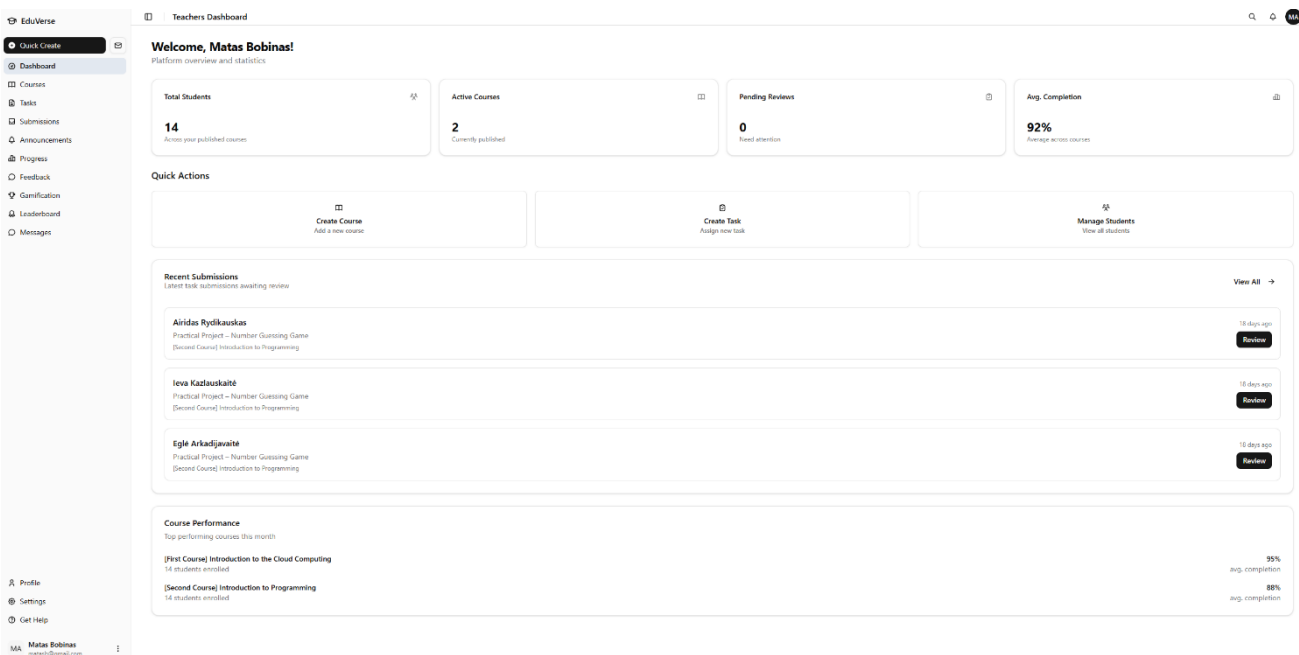 EduVerse
Teachers Dashboard
MA
Quick Create
Dashboard
Courses
Tasks
Submissions
Announcements
Progress
Feedback
Gamification
Leaderboard
Messages
Profile
Settings
Get Help
MA
Matas Bobinas
Welcome, Matas Bobinas!
Platform overview and statistics
Total Students
14
Across your published courses
Active Courses
2
Currently published
Pending Reviews
0
Need attention
Avg. Completion
92%
Average across courses
Quick Actions
Create Course
Add a new course
Create Task
Assign new task
Manage Students
View all students
Recent Submissions
Latest task submissions awaiting review
View All
Airidas Rydikauskas
Practical Project – Number Guessing Game
[Second Course] Introduction to Programming
18 days ago
Review
Ieva Kazlauskaitė
Practical Project – Number Guessing Game
[Second Course] Introduction to Programming
18 days ago
Review
Eglė Arkadijavaitė
Practical Project – Number Guessing Game
[Second Course] Introduction to Programming
18 days ago
Review
Course Performance
Top performing courses this month
[First Course] Introduction to the Cloud Computing
14 students enrolled
95%
avg. completion
[Second Course] Introduction to Programming
14 students enrolled
88%
avg. completion